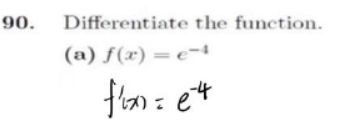 90. Differentiate the function.
(a) f(x) = e⁻⁴
f'(x) = e⁻⁴